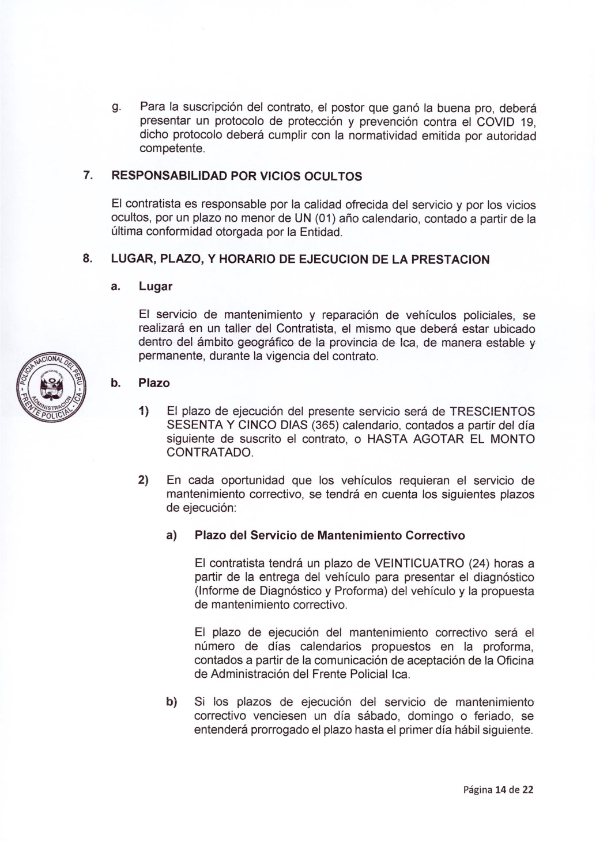 g. Para la suscripción del contrato, el postor que ganó la buena pro, deberá
presentar un protocolo de protección y prevención contra el COVID 19,
dicho protocolo deberá cumplir con la normatividad emitida por autoridad
competente.
7. RESPONSABILIDAD POR VICIOS OCULTOS
El contratista es responsable por la calidad ofrecida del servicio y por los vicios
ocultos, por un plazo no menor de UN (01) año calendario, contado a partir de la
última conformidad otorgada por la Entidad.
8. LUGAR, PLAZO, Y HORARIO DE EJECUCION DE LA PRESTACION
a. Lugar
El servicio de mantenimiento y reparación de vehículos policiales, se
realizará en un taller del Contratista, el mismo que deberá estar ubicado
dentro del ámbito geográfico de la provincia de Ica, de manera estable y
permanente, durante la vigencia del contrato.
POLICIA NACIONAL DEL PERU
ADMINISTRACION
FRENTE POLICIAL - ICA
b. Plazo
1) El plazo de ejecución del presente servicio será de TRESCIENTOS
SESENTA Y CINCO DIAS (365) calendario, contados a partir del día
siguiente de suscrito el contrato, o HASTA AGOTAR EL MONTO
CONTRATADO.
2) En cada oportunidad que los vehículos requieran el servicio de
mantenimiento correctivo, se tendrá en cuenta los siguientes plazos
de ejecución:
a) Plazo del Servicio de Mantenimiento Correctivo
El contratista tendrá un plazo de VEINTICUATRO (24) horas a
partir de la entrega del vehículo para presentar el diagnóstico
(Informe de Diagnóstico y Proforma) del vehículo y la propuesta
de mantenimiento correctivo.
El plazo de ejecución del mantenimiento correctivo será el
número de días calendarios propuestos en la proforma,
contados a partir de la comunicación de aceptación de la Oficina
de Administración del Frente Policial Ica.
b) Si los plazos de ejecución del servicio de mantenimiento
correctivo venciesen un día sábado, domingo o feriado, se
entenderá prorrogado el plazo hasta el primer día hábil siguiente.
Página 14 de 22